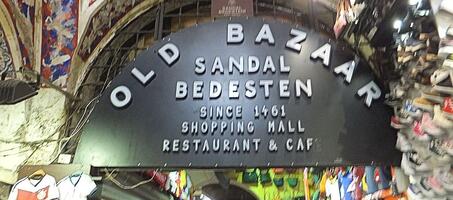 OLD BAZAAR
SANDAL
BEDESTEN
SINCE 1461
SHOPPING MALL
RESTAURANT & CAF